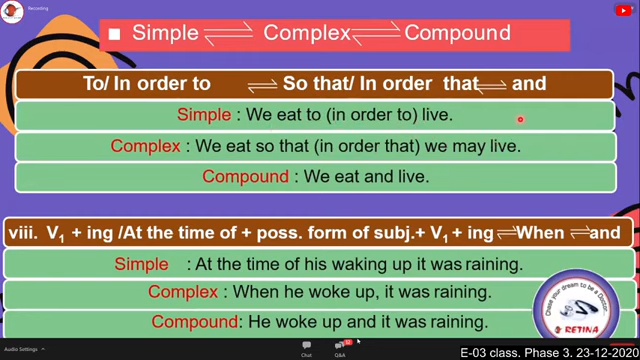 Recording
■ Simple ⇌ Complex ⇌ Compound
To/ In order to ⇌ So that/ In order that ⇌ and
Simple : We eat to (in order to) live.
Complex : We eat so that (in order that) we may live.
Compound : We eat and live.
viii. V1 + ing /At the time of + poss. form of subj.+ V1 + ing ⇌ When ⇌ and
Simple : At the time of his waking up it was raining.
Complex : When he woke up, it was raining.
Compound: He woke up and it was raining.
Chase your dream to be a Doctor..
RETINA
Audio Settings
Chat
Q&A
E-03 class. Phase 3. 23-12-2020